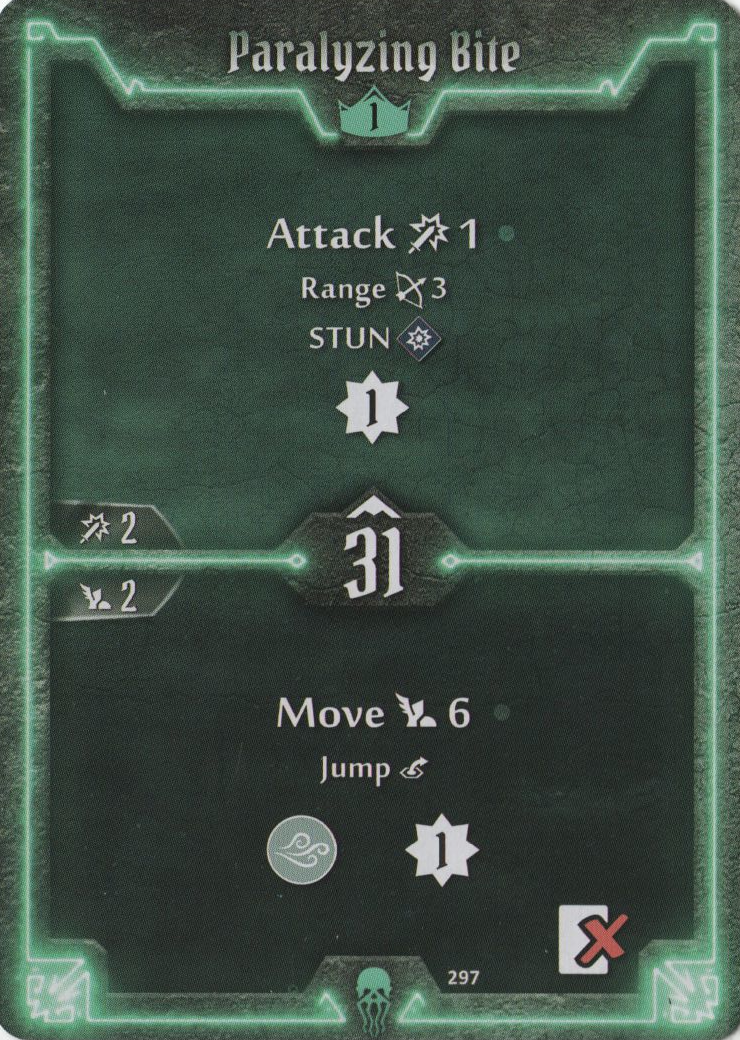 Paralyzing Bite
1
Attack 1
Range 3
STUN
1
2
31
2
Move 6
Jump
1
297